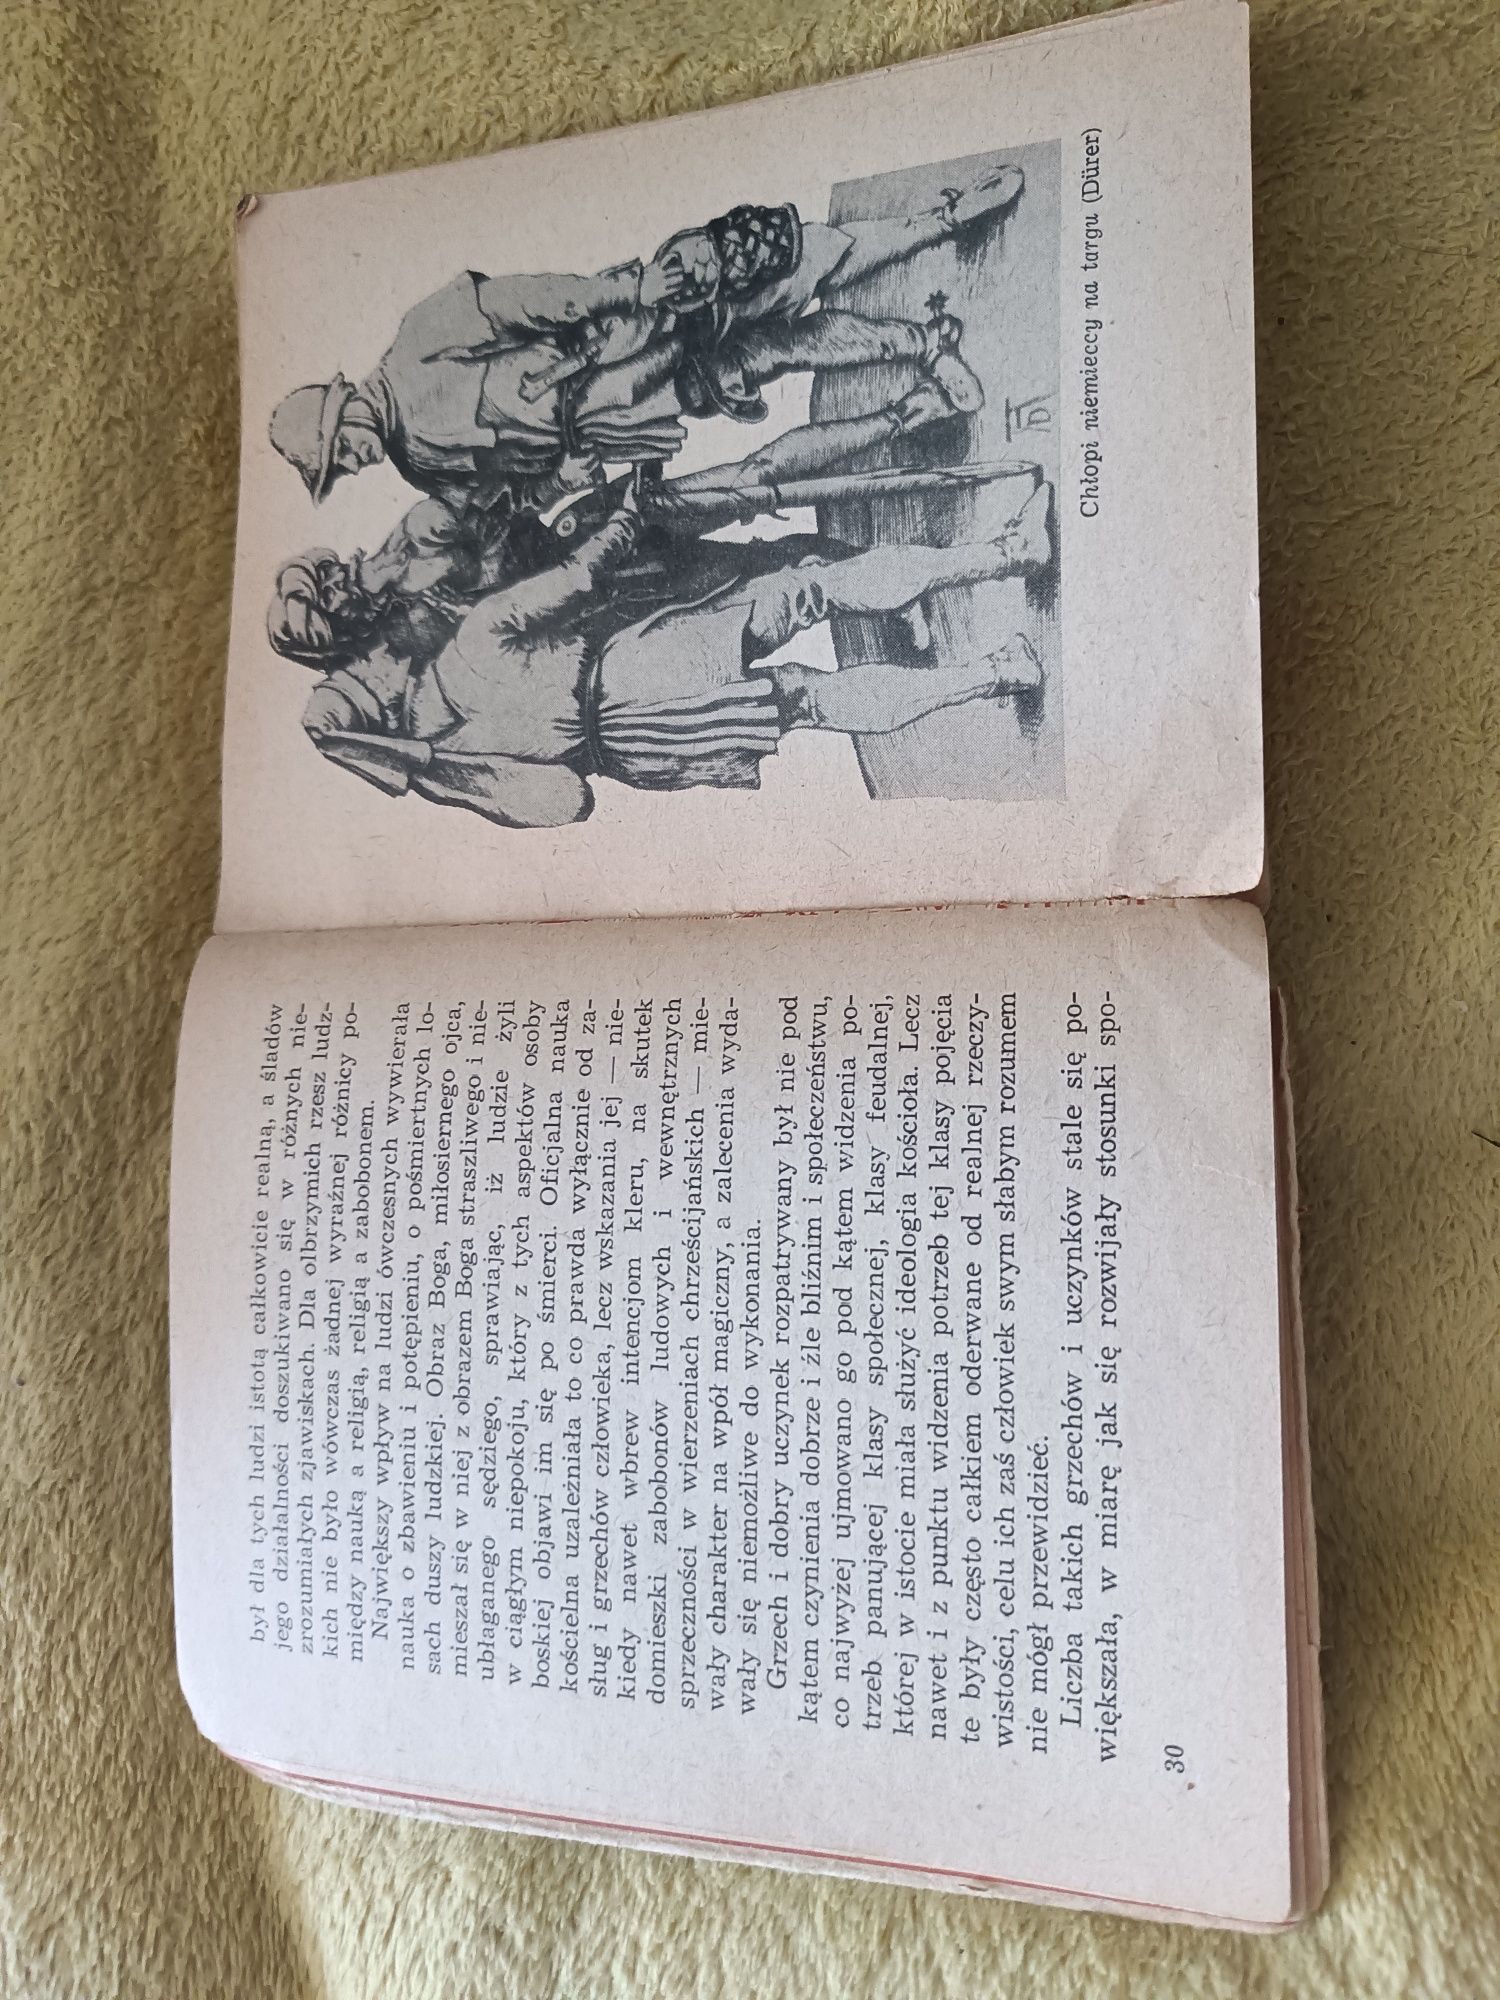 był dla tych ludzi istotą całkowicie realną, a śladów
jego działalności doszukiwano się w różnych nie-
zrozumiałych zjawiskach. Dla olbrzymich rzesz ludz-
kich nie było wówczas żadnej wyraźnej różnicy po-
między nauką a religią, religią a zabobonem.
Największy wpływ na ludzi ówczesnych wywierała
nauka o zbawieniu i potępieniu, o pośmiertnych lo-
sach duszy ludzkiej. Obraz Boga, miłosiernego ojca,
mieszał się w niej z obrazem Boga straszliwego i nie-
ubłaganego sędziego, sprawiając, iż ludzie żyli
w ciągłym niepokoju, który z tych aspektów osoby
boskiej objawi im się po śmierci. Oficjalna nauka
kościelna uzależniała to co prawda wyłącznie od za-
sług i grzechów człowieka, lecz wskazania jej — nie-
kiedy nawet wbrew intencjom kleru, na skutek
domieszki zabobonów ludowych i wewnętrznych
sprzeczności w wierzeniach chrześcijańskich — mie-
wały charakter na wpół magiczny, a zalecenia wyda-
wały się niemożliwe do wykonania.
Grzech i dobry uczynek rozpatrywany był nie pod
kątem czynienia dobrze i źle bliźnim i społeczeństwu,
co najwyżej ujmowano go pod kątem widzenia po-
trzeb panującej klasy społecznej, klasy feudalnej,
której w istocie miała służyć ideologia kościoła. Lecz
nawet i z punktu widzenia potrzeb tej klasy pojęcia
te były często całkiem oderwane od realnej rzeczy-
wistości, celu ich zaś człowiek swym słabym rozumem
nie mógł przewidzieć.
Liczba takich grzechów i uczynków stale się po-
większała, w miarę jak się rozwijały stosunki spo-
30
AD
Chłopi niemieccy na targu (Dürer)